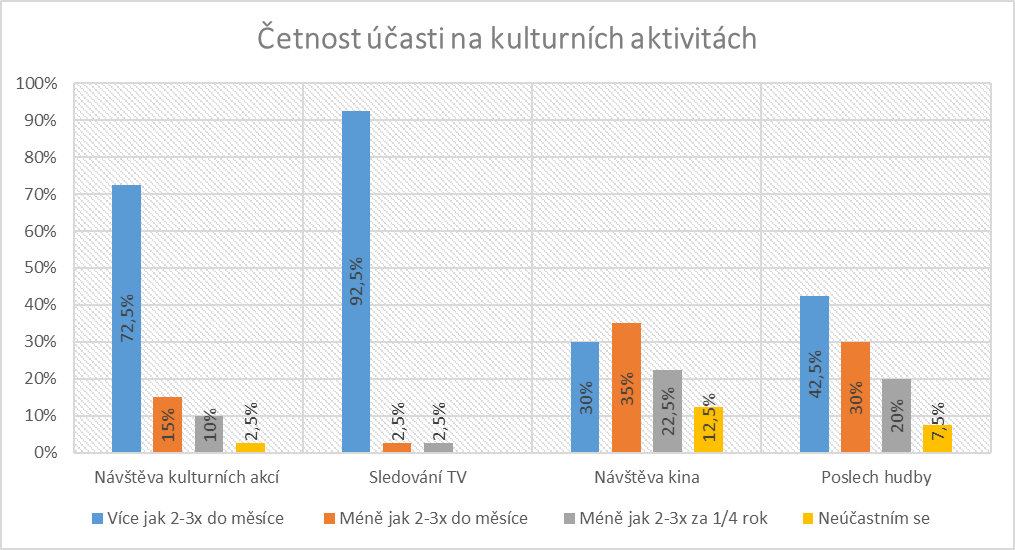 Četnost účasti na kulturních aktivitách
100%
90%
80%
70%
60%
50%
40%
30%
20%
10%
0%
72,5%
15%
10%
2,5%
92,5%
2,5%
2,5%
30%
35%
22,5%
12,5%
42,5%
30%
20%
7,5%
Návštěva kulturních akcí
Sledování TV
Návštěva kina
Poslech hudby
Více jak 2-3x do měsíce
Méně jak 2-3x do měsíce
Méně jak 2-3x za 1/4 rok
Neúčastním se